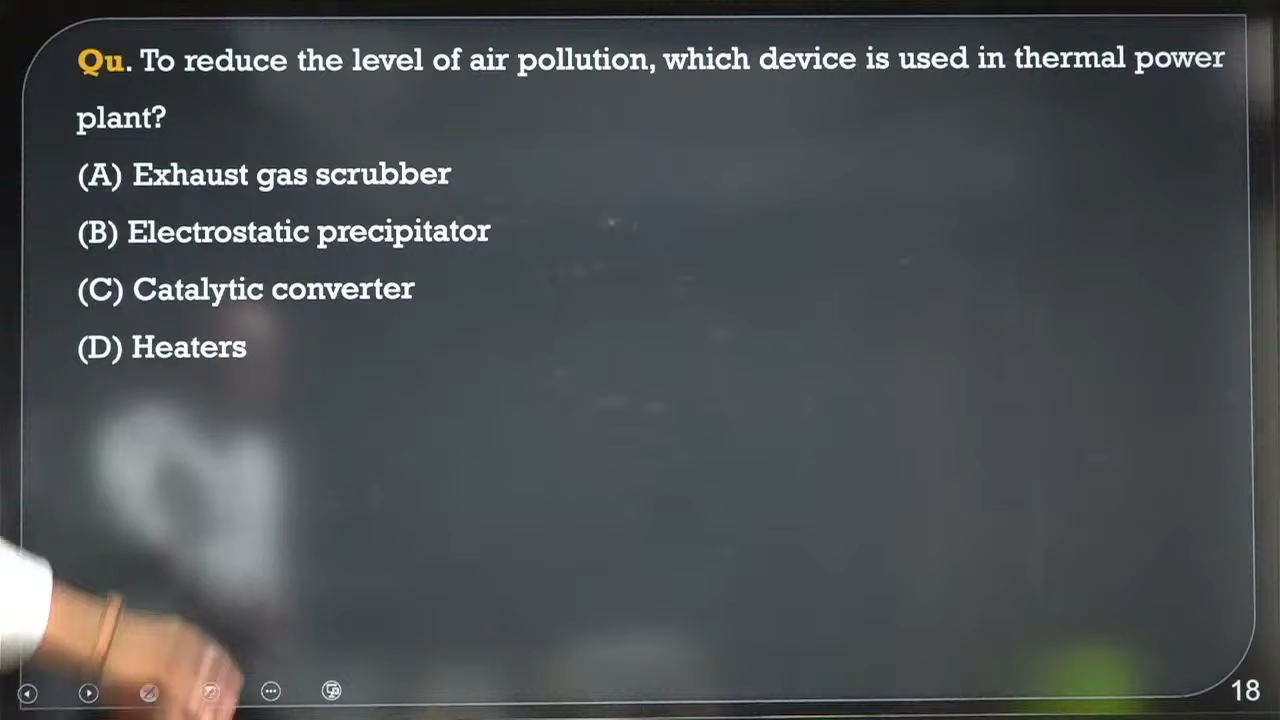 Qu. To reduce the level of air pollution, which device is used in thermal power
plant?
(A) Exhaust gas scrubber
(B) Electrostatic precipitator
(C) Catalytic converter
(D) Heaters
18